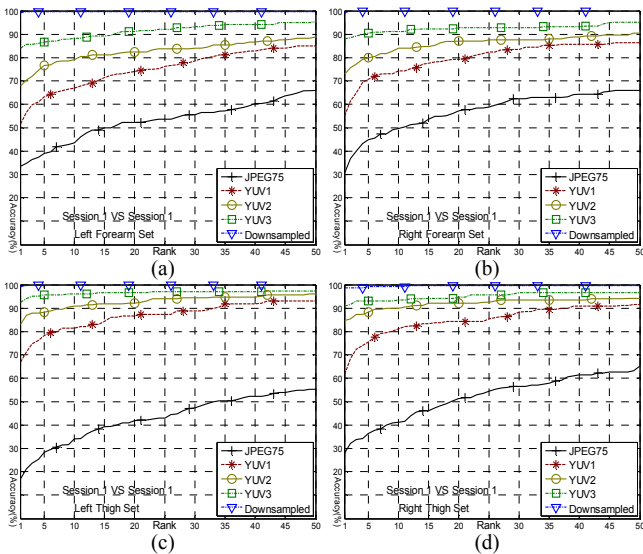 100
90
80
70
60
50
40
30
20
Accuracy(%)
1 5 10 15 20 25 30 35 40 45 50
Rank
Session 1 VS Session 1
Left Forearm Set
JPEG75
YUV1
YUV2
YUV3
Downsampled
(a)
100
90
80
70
60
50
40
30
20
Accuracy(%)
1 5 10 15 20 25 30 35 40 45 50
Rank
Session 1 VS Session 1
Right Forearm Set
JPEG75
YUV1
YUV2
YUV3
Downsampled
(b)
100
90
80
70
60
50
40
30
20
Accuracy(%)
1 5 10 15 20 25 30 35 40 45 50
Rank
Session 1 VS Session 1
Left Thigh Set
JPEG75
YUV1
YUV2
YUV3
Downsampled
(c)
100
90
80
70
60
50
40
30
20
Accuracy(%)
1 5 10 15 20 25 30 35 40 45 50
Rank
Session 1 VS Session 1
Right Thigh Set
JPEG75
YUV1
YUV2
YUV3
Downsampled
(d)